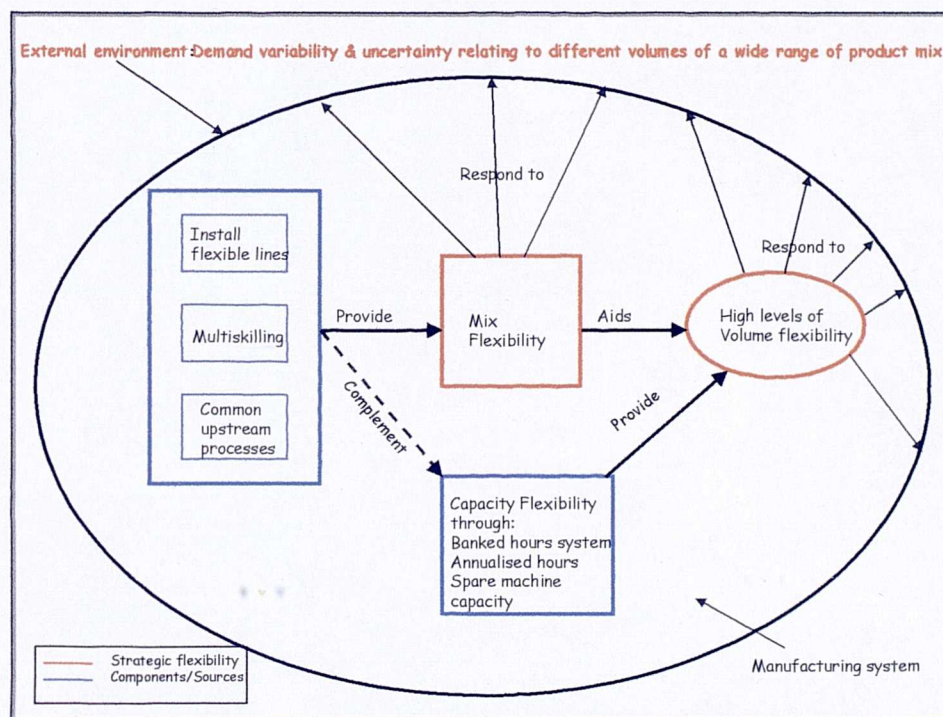 External environment:Demand variability & uncertainty relating to different volumes of a wide range of product mix
Respond to
Respond to
Install
flexible lines
Multiskilling
Common
upstream
processes
Provide
Mix
Flexibility
Aids
High levels of
Volume flexibility
Complement
Provide
Capacity Flexibility
through:
Banked hours system
Annualised hours
Spare machine
capacity
Manufacturing system
Strategic flexibility
Components/Sources